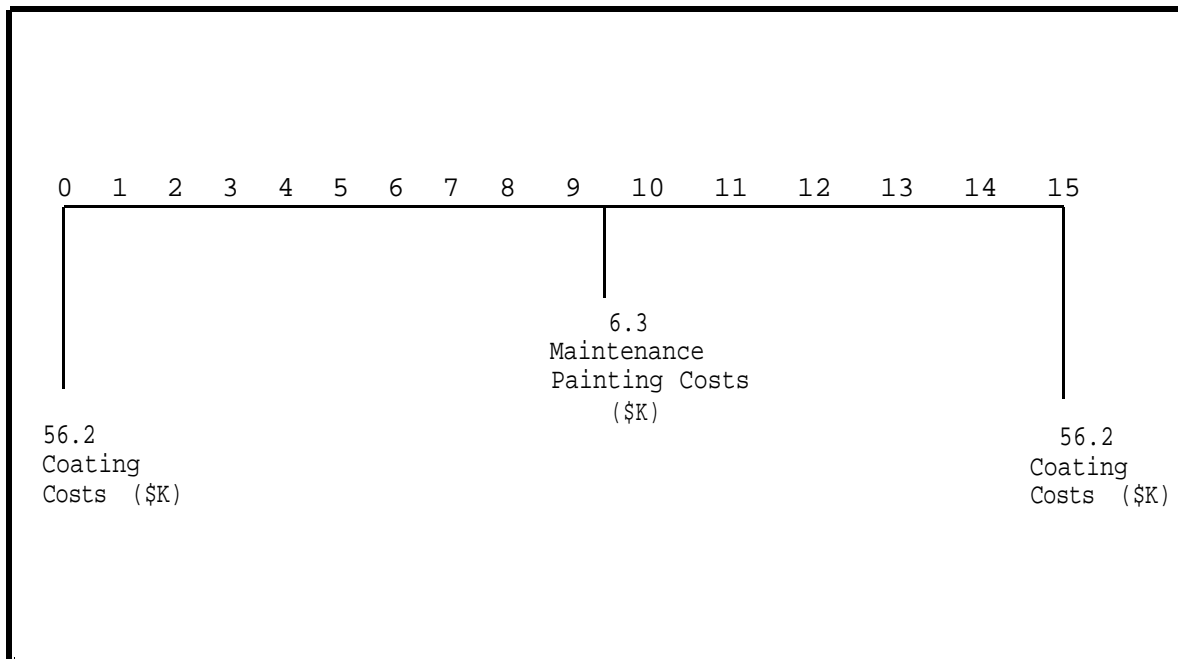 0 1 2 3 4 5 6 7 8 9 10 11 12 13 14 15
6.3
Maintenance
Painting Costs
($K)
56.2
Coating
Costs ($K)
56.2
Coating
Costs ($K)